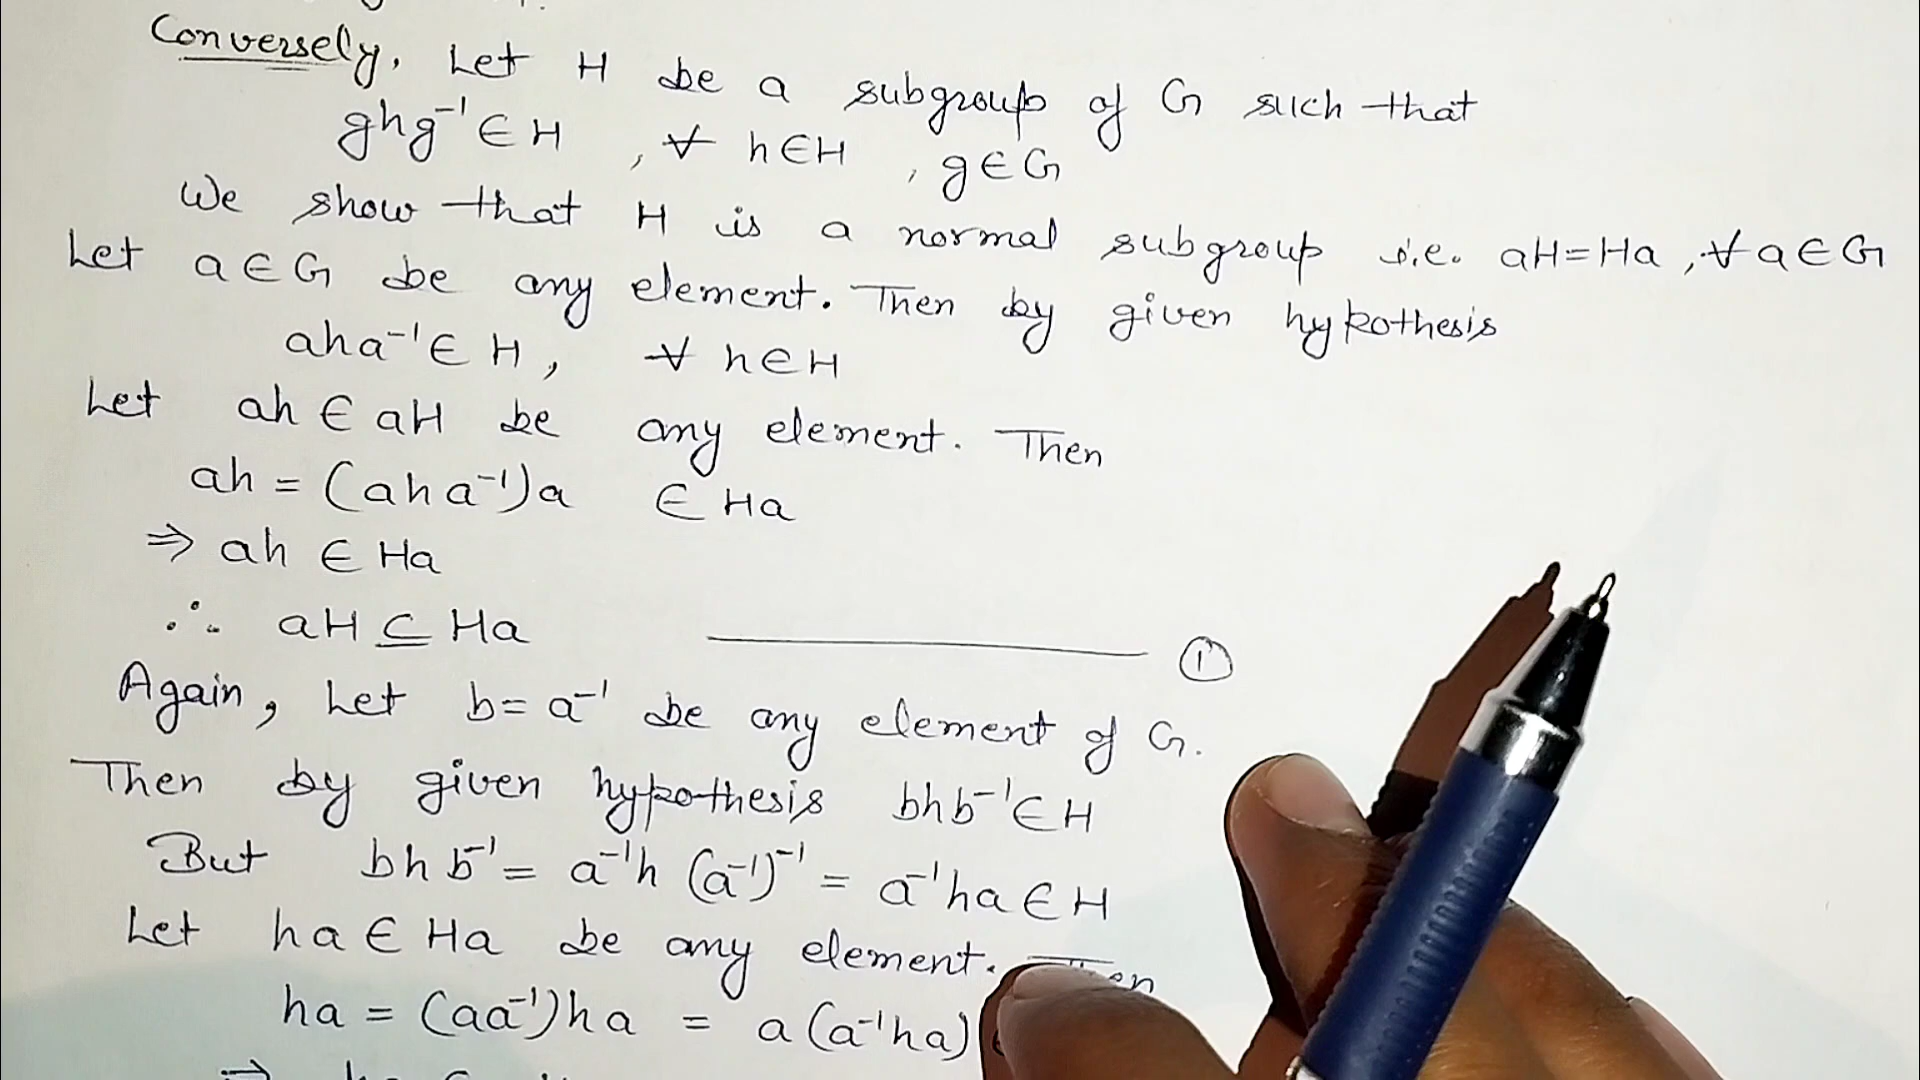 Conversely, Let H be a subgroup of G such that
ghg⁻¹ ∈ H , ∀ h∈H , g∈G
We show that H is a normal subgroup i.e. aH=Ha, ∀ a∈G
Let a∈G be any element. Then by given hypothesis
aha⁻¹ ∈ H, ∀ h∈H
Let ah ∈ aH be any element. Then
ah = (aha⁻¹)a ∈ Ha
⇒ ah ∈ Ha
∴ aH ⊆ Ha ——— ①
Again, Let b = a⁻¹ be any element of G.
Then by given hypothesis bhb⁻¹ ∈ H
But bhb⁻¹ = a⁻¹h(a⁻¹)⁻¹ = a⁻¹ha ∈ H
Let ha ∈ Ha be any element. Then
ha = (aa⁻¹)ha = a(a⁻¹ha)
⇒